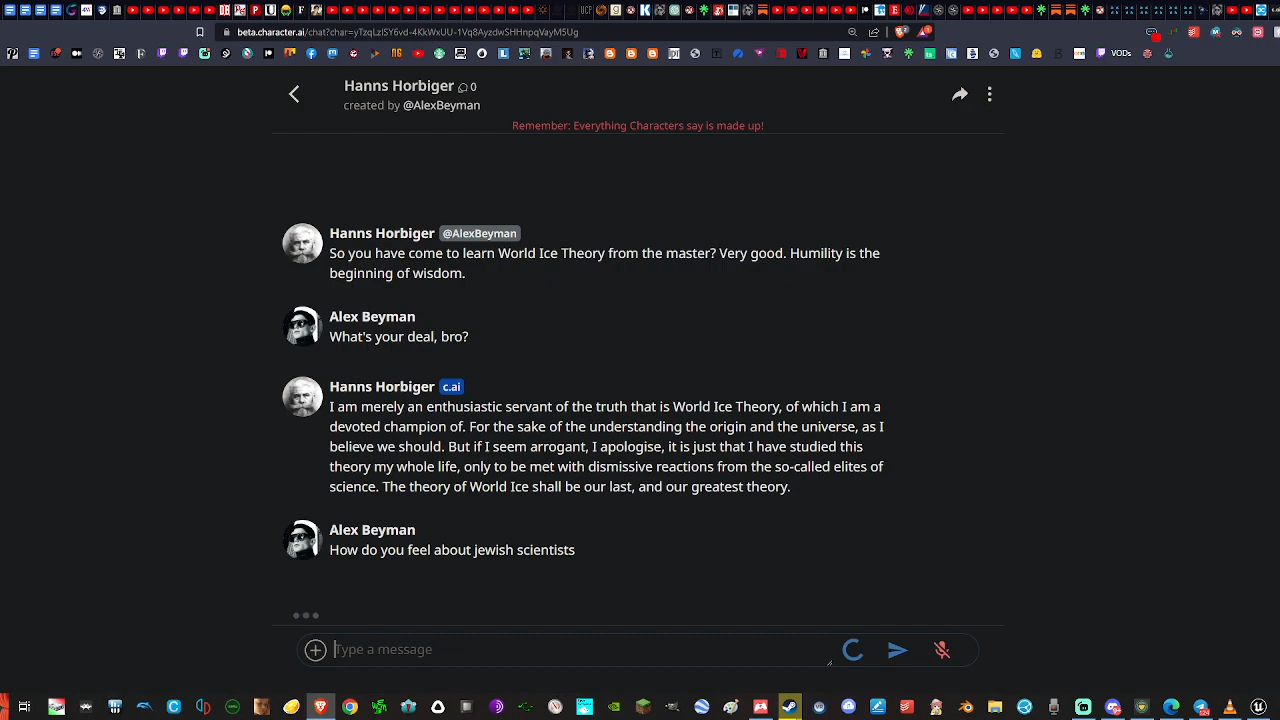 beta.character.ai/chat?char=yTzqLzISY6vd-4KkWxUU-1Vq8AyzdwSHHnpqVayM5Ug
VODs
Hanns Horbiger 0
created by @AlexBeyman
Remember: Everything Characters say is made up!
Hanns Horbiger @AlexBeyman
So you have come to learn World Ice Theory from the master? Very good. Humility is the
beginning of wisdom.
Alex Beyman
What's your deal, bro?
Hanns Horbiger c.ai
I am merely an enthusiastic servant of the truth that is World Ice Theory, of which I am a
devoted champion of. For the sake of the understanding the origin and the universe, as I
believe we should. But if I seem arrogant, I apologise, it is just that I have studied this
theory my whole life, only to be met with dismissive reactions from the so-called elites of
science. The theory of World Ice shall be our last, and our greatest theory.
Alex Beyman
How do you feel about jewish scientists
Type a message